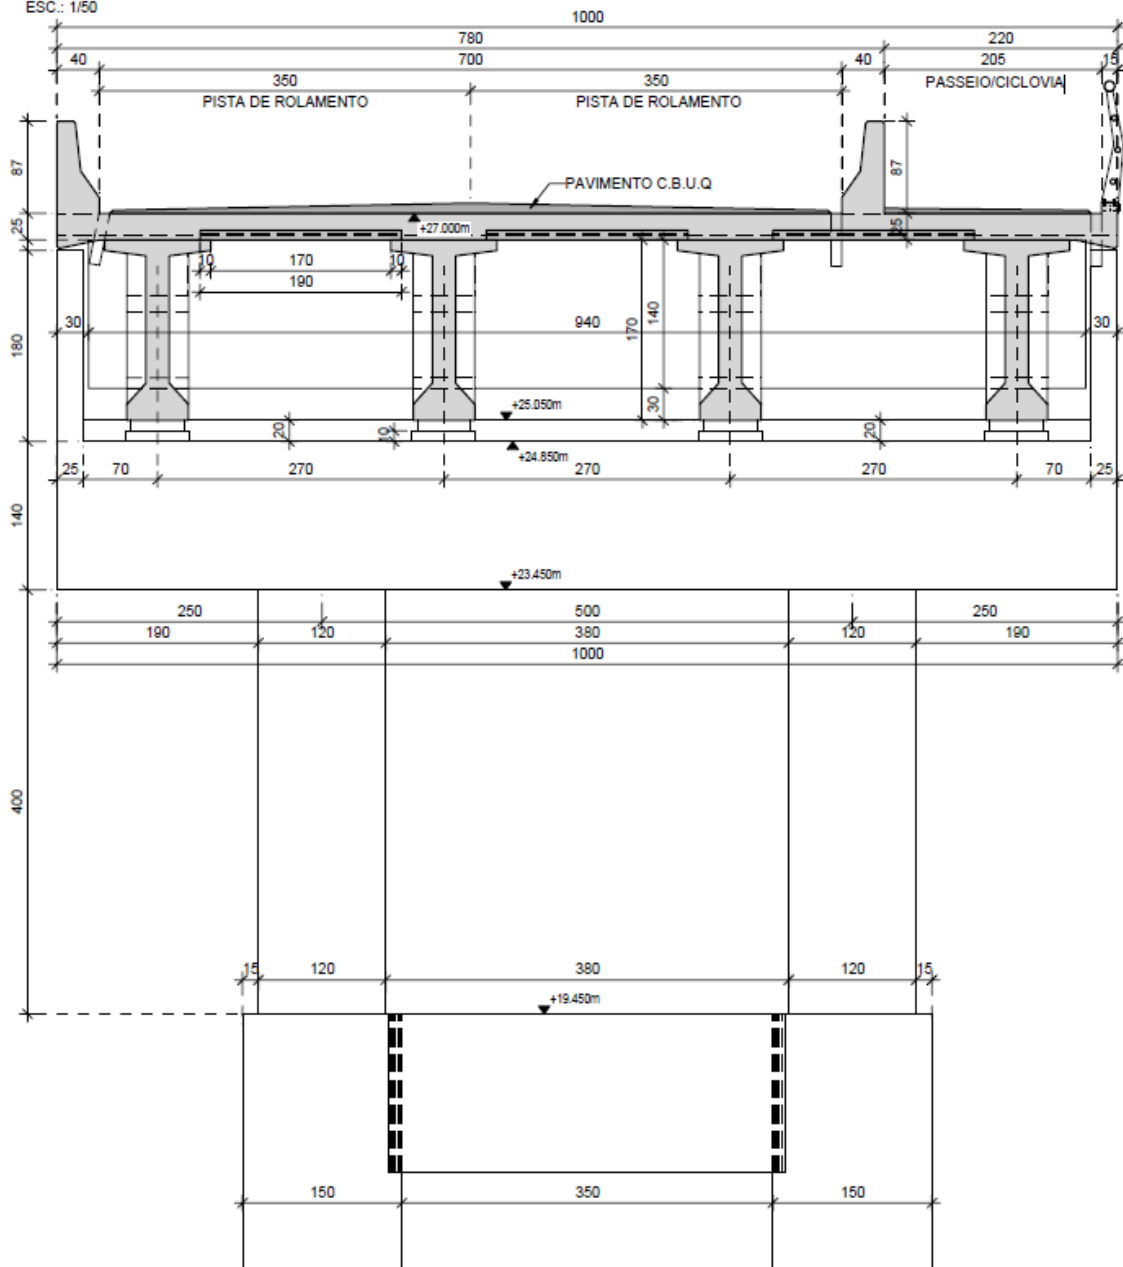 ESC.: 1/50
1000
780 220
40 700 40 205 15
350 350 PASSEIO/CICLOVIA
PISTA DE ROLAMENTO PISTA DE ROLAMENTO
87 87
PAVIMENTO C.B.U.Q
25 +27.000m 25
10 170 10
190
180 30 940 170 140 30
+25.050m 30
20 10 20
+24.850m
25 70 270 270 270 70 25
140
+23.450m
250 500 250
190 120 380 120 190
1000
400
15 120 380 120 15
+19.450m
150 350 150